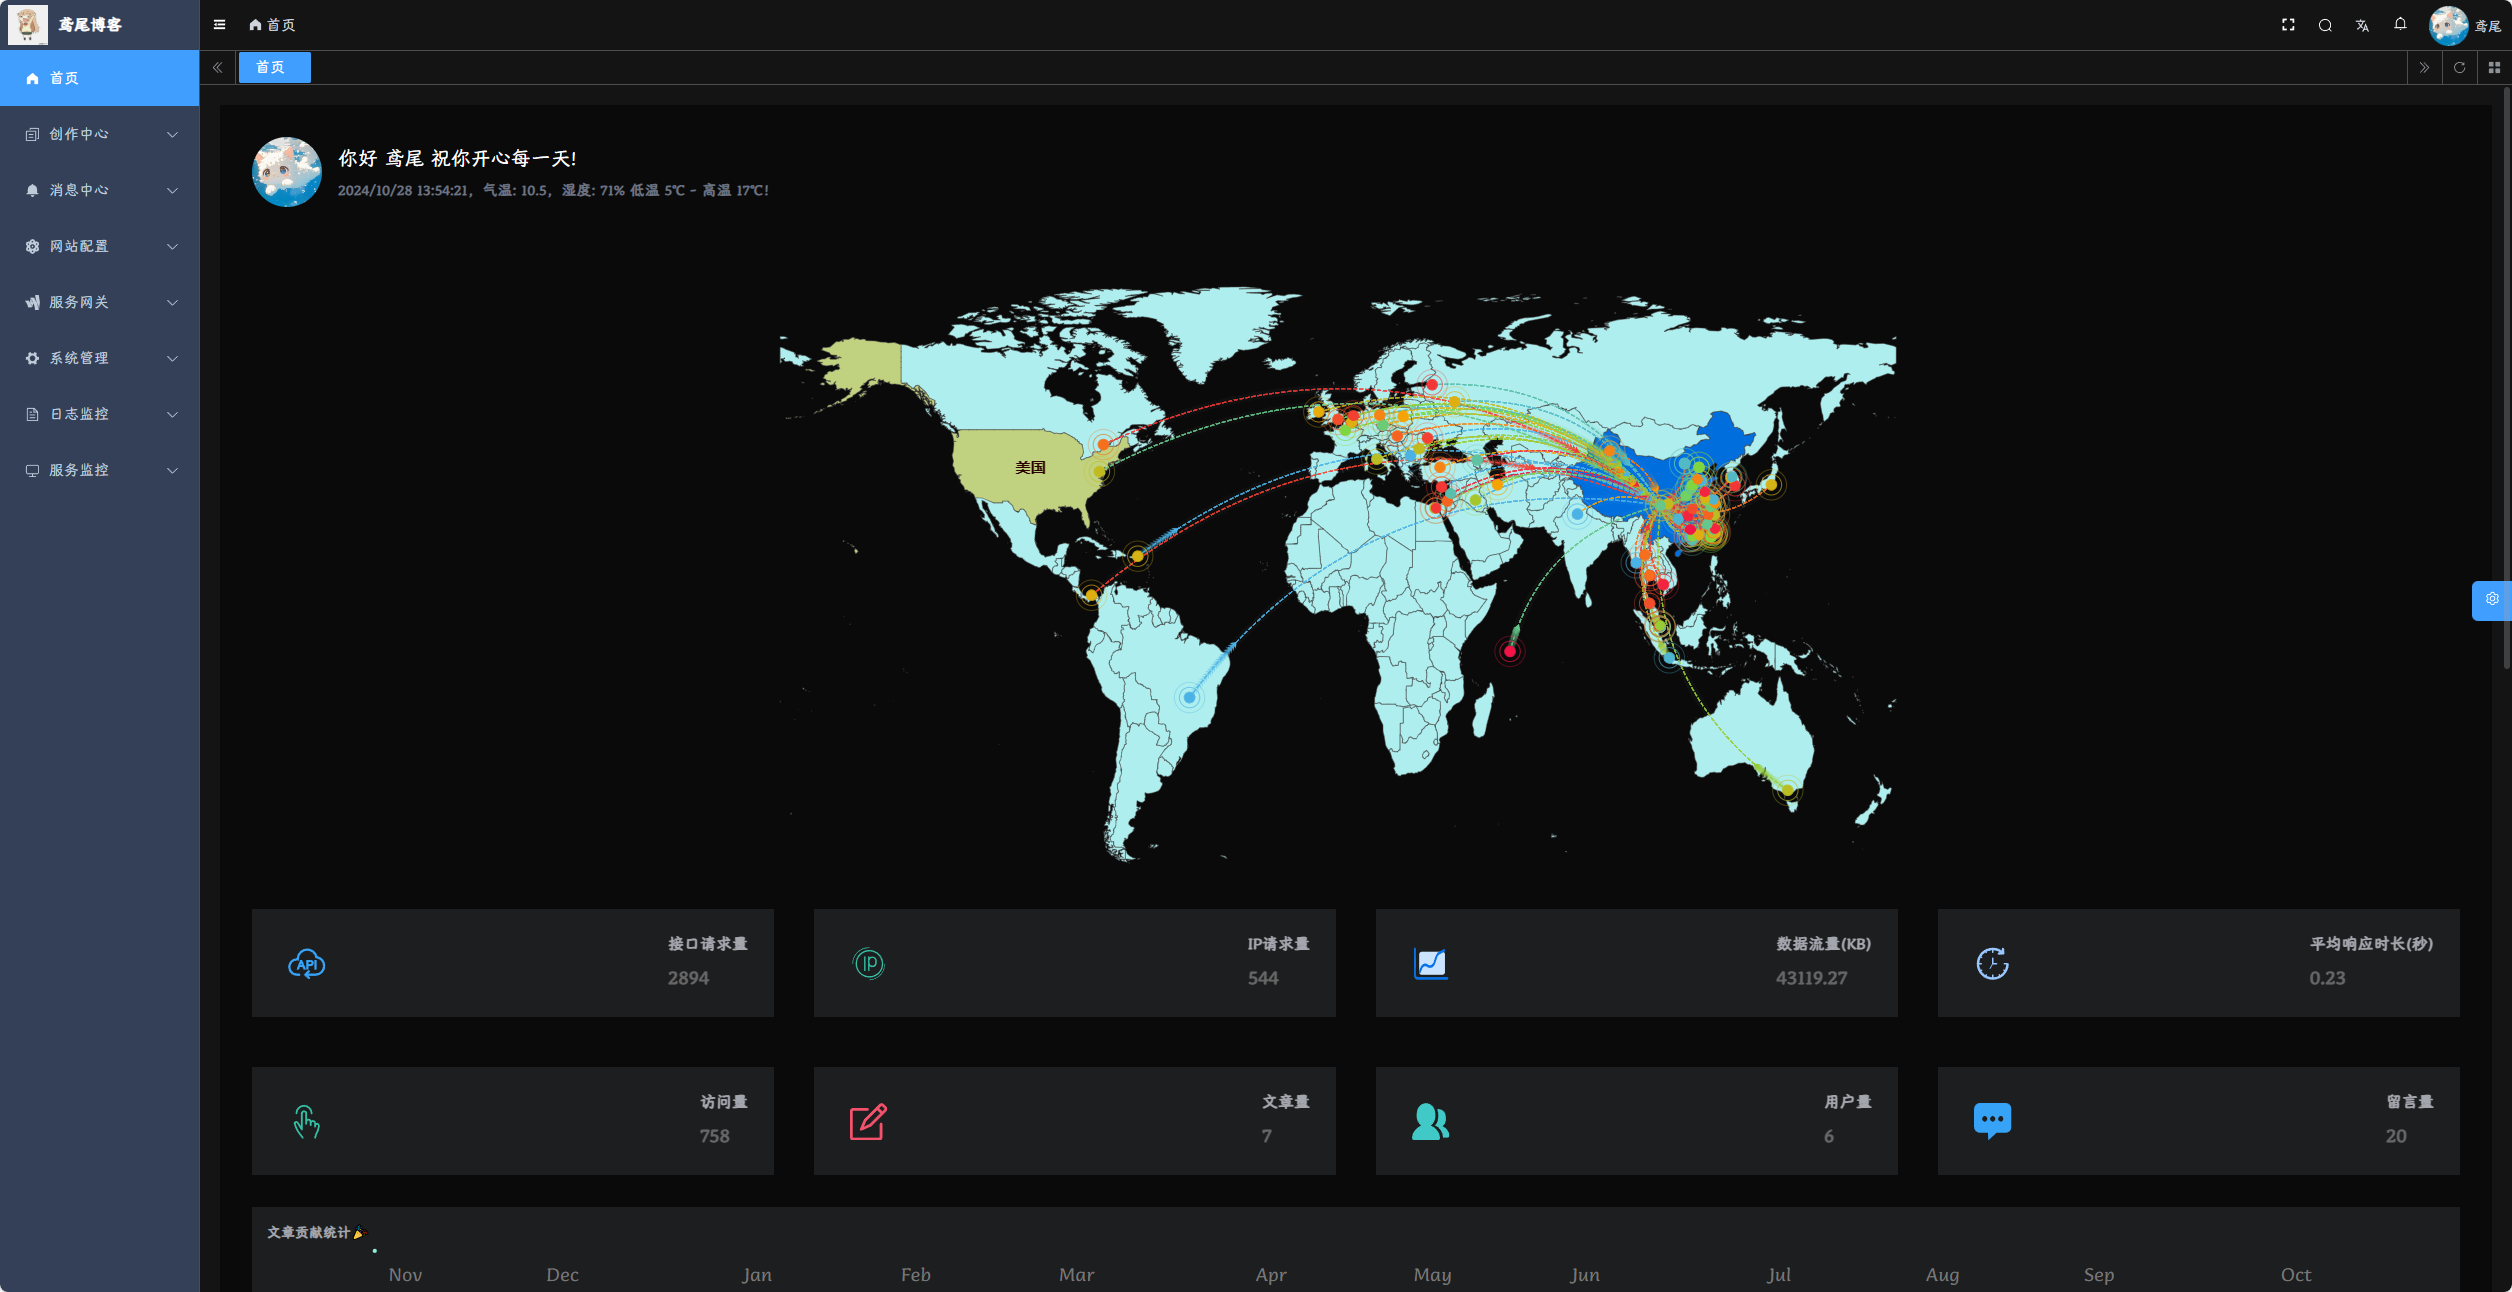 鸢尾博客
首页
鸢尾
首页
首页
创作中心
消息中心
网站配置
服务网关
系统管理
日志监控
服务监控
你好 鸢尾 祝你开心每一天!
2024/10/28 13:54:21, 气温: 10.5, 湿度: 71% 低温 5℃ - 高温 17℃!
美国
API
接口请求量
2894
IP
IP请求量
544
数据流量(KB)
43119.27
平均响应时长(秒)
0.23
访问量
758
文章量
7
用户量
6
留言量
20
文章贡献统计🎉
Nov Dec Jan Feb Mar Apr May Jun Jul Aug Sep Oct